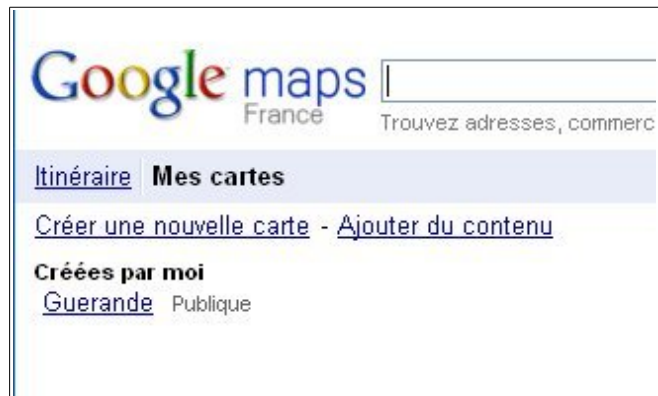 Google maps
France
Trouvez adresses, commerc
Itinéraire Mes cartes
Créer une nouvelle carte - Ajouter du contenu
Créées par moi
Guerande Publique